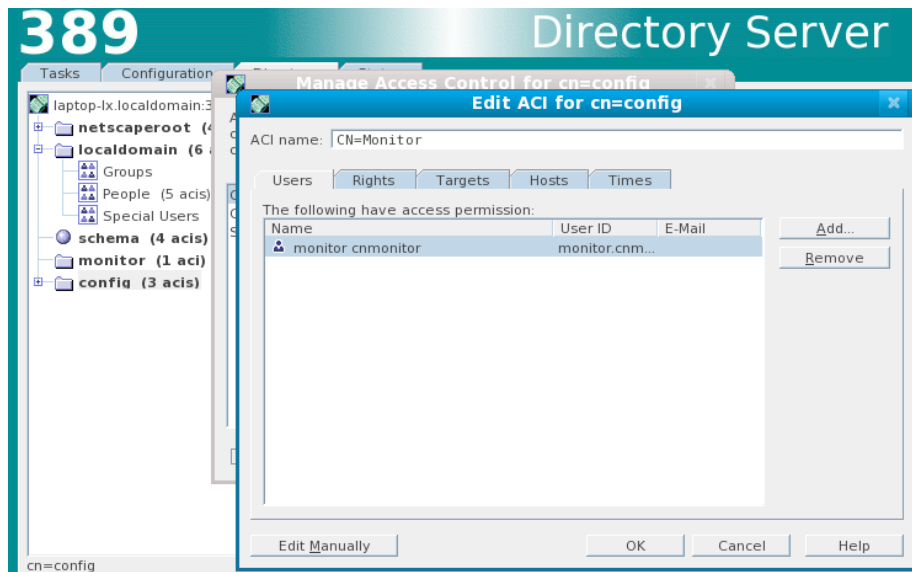 389 Directory Server
Tasks Configuration
Manage Access Control for cn=config
Edit ACI for cn=config
laptop-lx.localdomain:3
netscaperoot (4
localdomain (6
Groups
People (5 acis)
Special Users
schema (4 acis)
monitor (1 aci)
config (3 acis)
cn=config
ACI name: CN=Monitor
Users Rights Targets Hosts Times
The following have access permission:
Name User ID E-Mail
monitor cnmonitor monitor.cnm...
Add...
Remove
Edit Manually OK Cancel Help